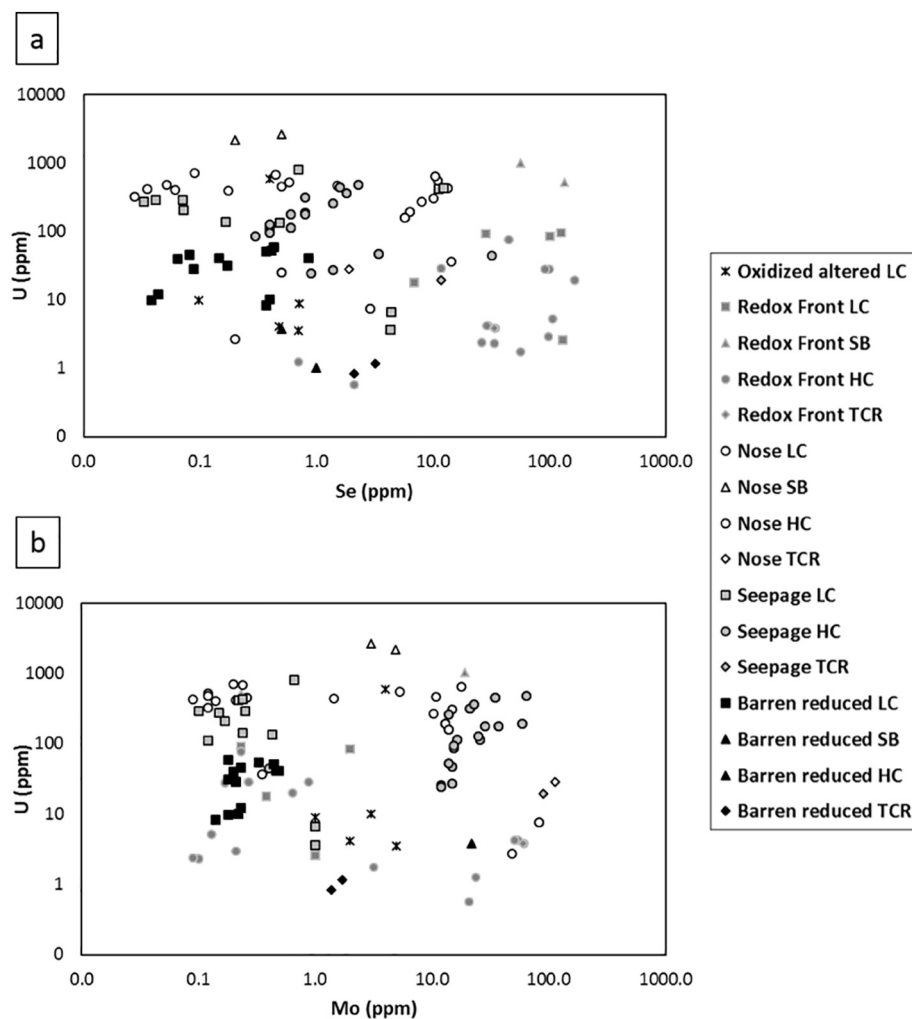 a
10000
1000
100
10
1
0
U (ppm)
0.0 0.1 1.0 10.0 100.0 1000.0
Se (ppm)
b
10000
1000
100
10
1
0
U (ppm)
0.0 0.1 1.0 10.0 100.0 1000.0
Mo (ppm)
Oxidized altered LC
Redox Front LC
Redox Front SB
Redox Front HC
Redox Front TCR
Nose LC
Nose SB
Nose HC
Nose TCR
Seepage LC
Seepage HC
Seepage TCR
Barren reduced LC
Barren reduced SB
Barren reduced HC
Barren reduced TCR